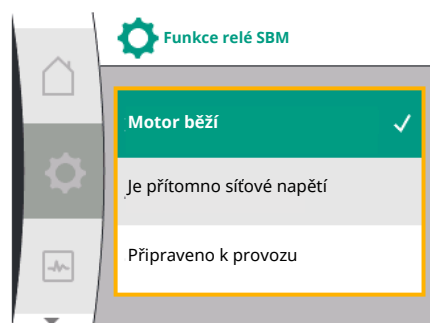 Funkce relé SBM
Motor běží
Je přítomno síťové napětí
Připraveno k provozu